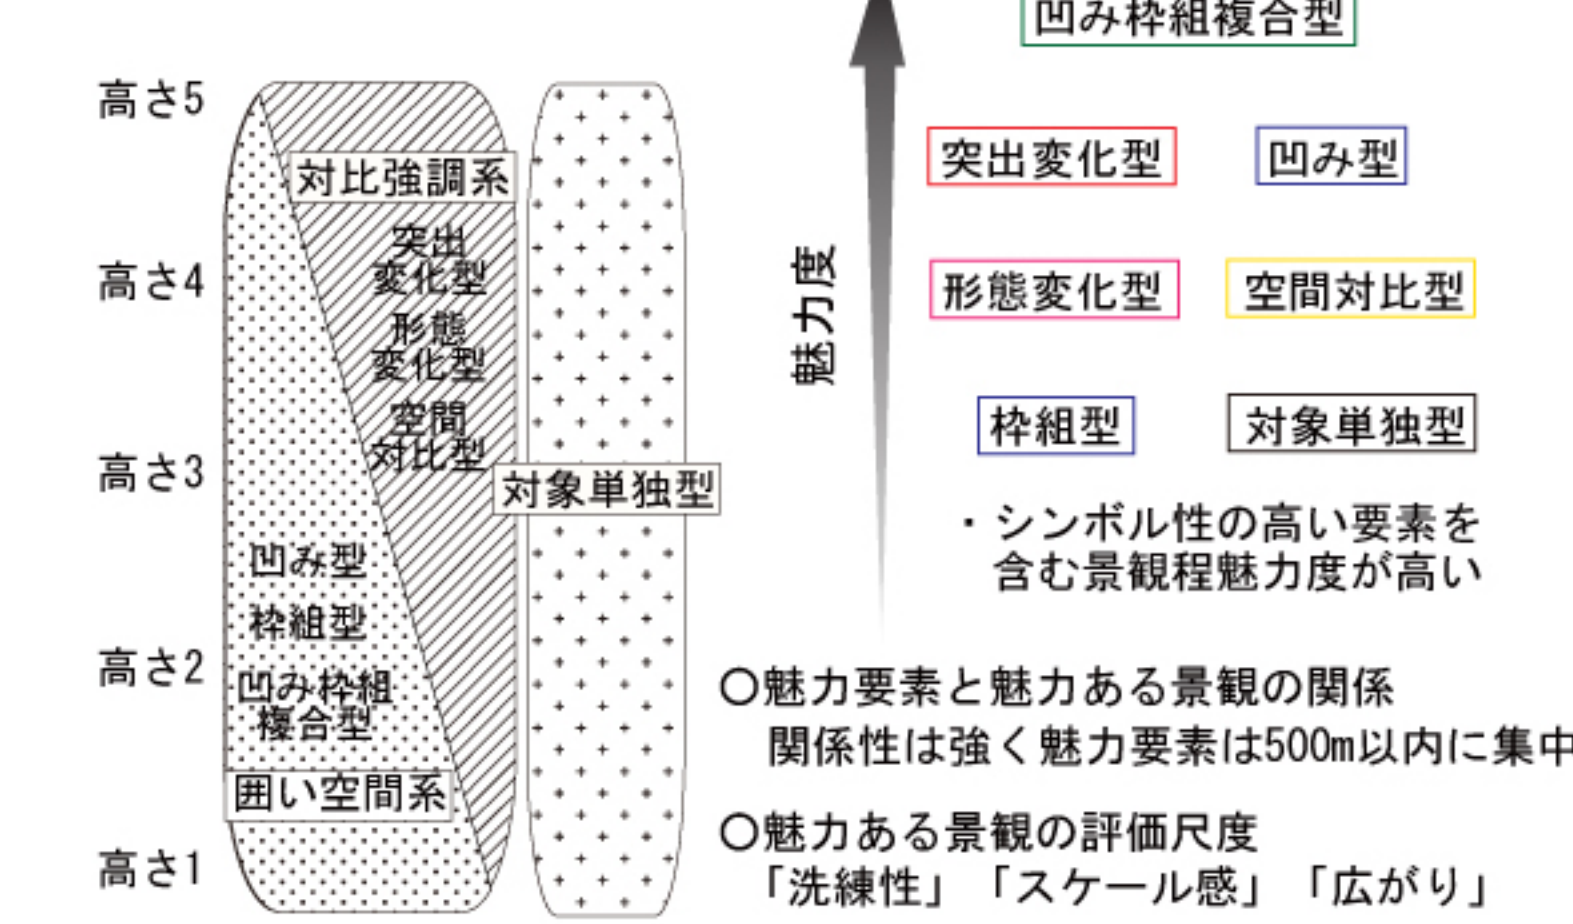 高さ5
高さ4
高さ3
高さ2
高さ1
対比強調系
突出
変化型
形態
変化型
空間
対比型
対象単独型
凹み型
枠組型
凹み枠組
複合型
囲い空間系
魅力度
凹み枠組複合型
突出変化型
凹み型
形態変化型
空間対比型
枠組型
対象単独型
・シンボル性の高い要素を
含む景観程魅力度が高い
○魅力要素と魅力ある景観の関係
関係性は強く魅力要素は500m以内に集中
○魅力ある景観の評価尺度
「洗練性」「スケール感」「広がり」